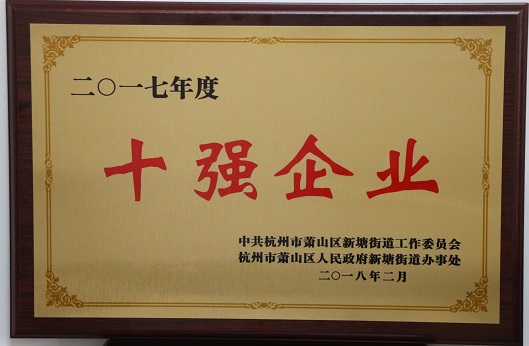 二〇一七年度
十强企业
中共杭州市萧山区新塘街道工作委员会
杭州市萧山区人民政府新塘街道办事处
二〇一八年二月